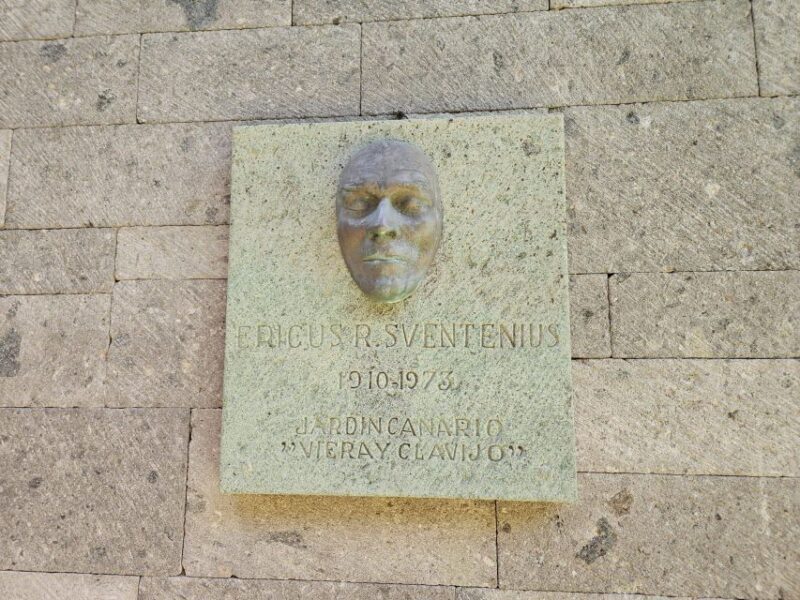 ERICUS R. SVENTENIUS
1910-1973
JARDIN CANARIO
"VIERA Y CLAVIJO"